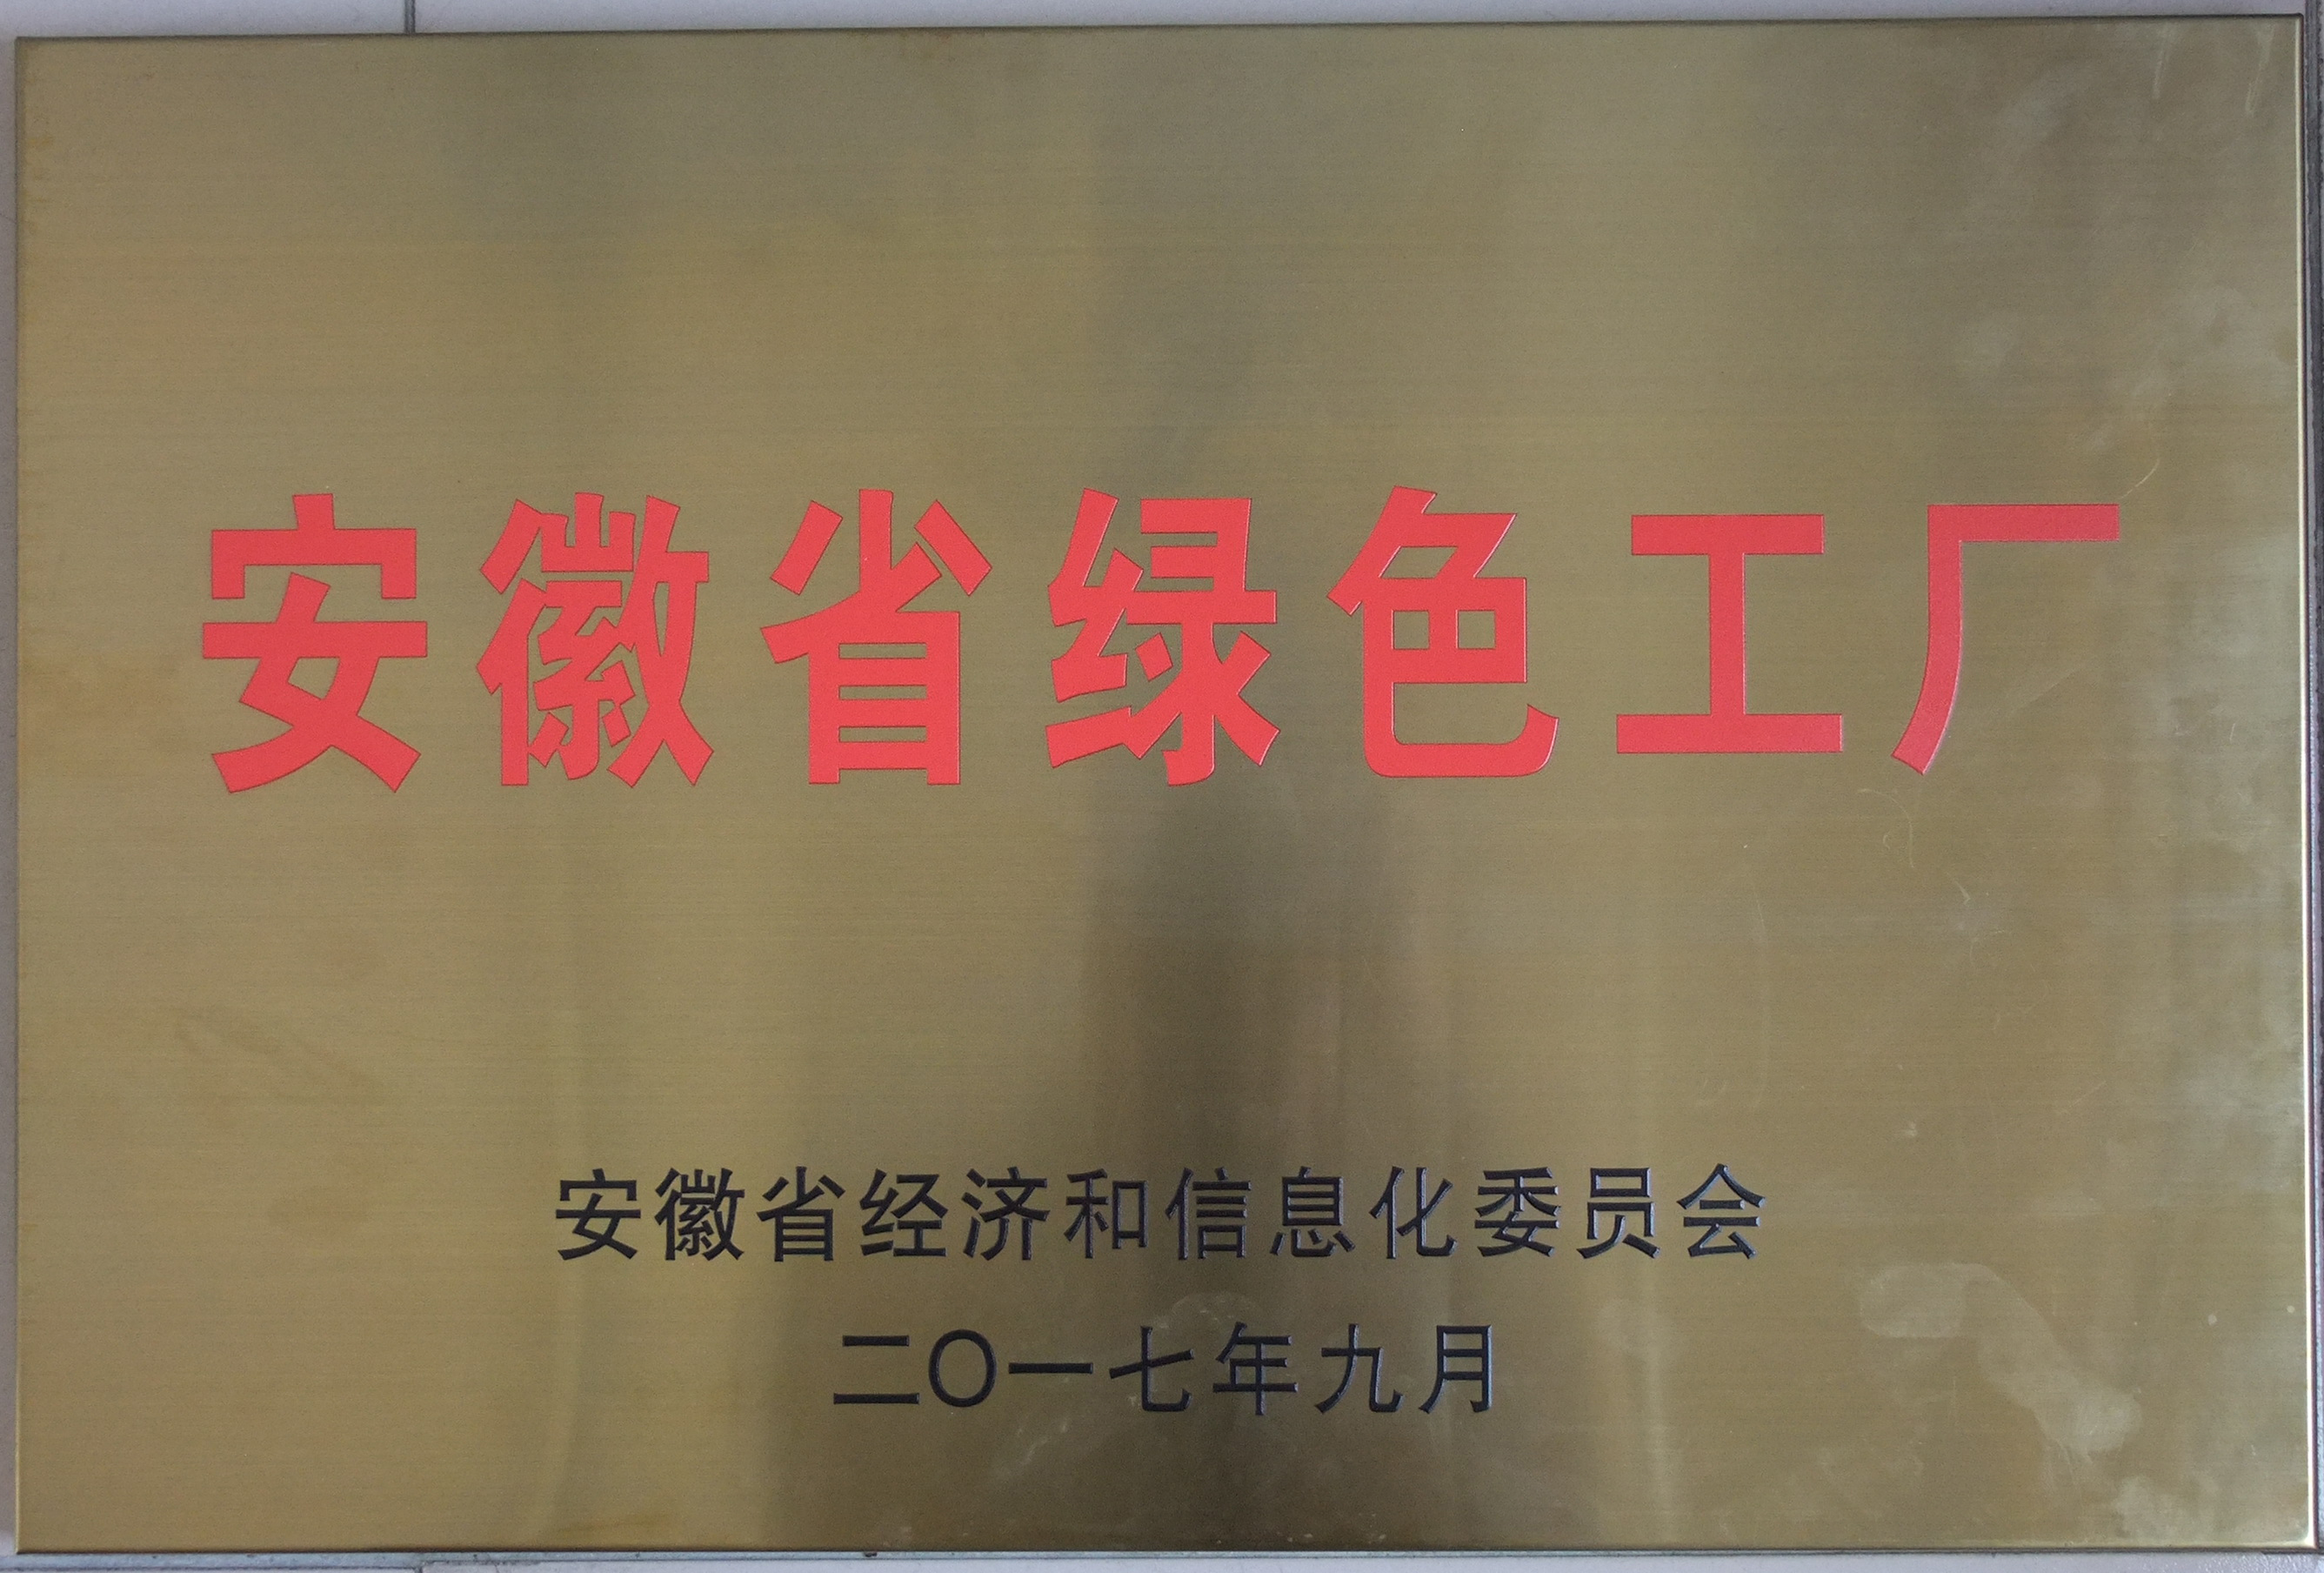 安徽省绿色工厂
安徽省经济和信息化委员会
二〇一七年九月